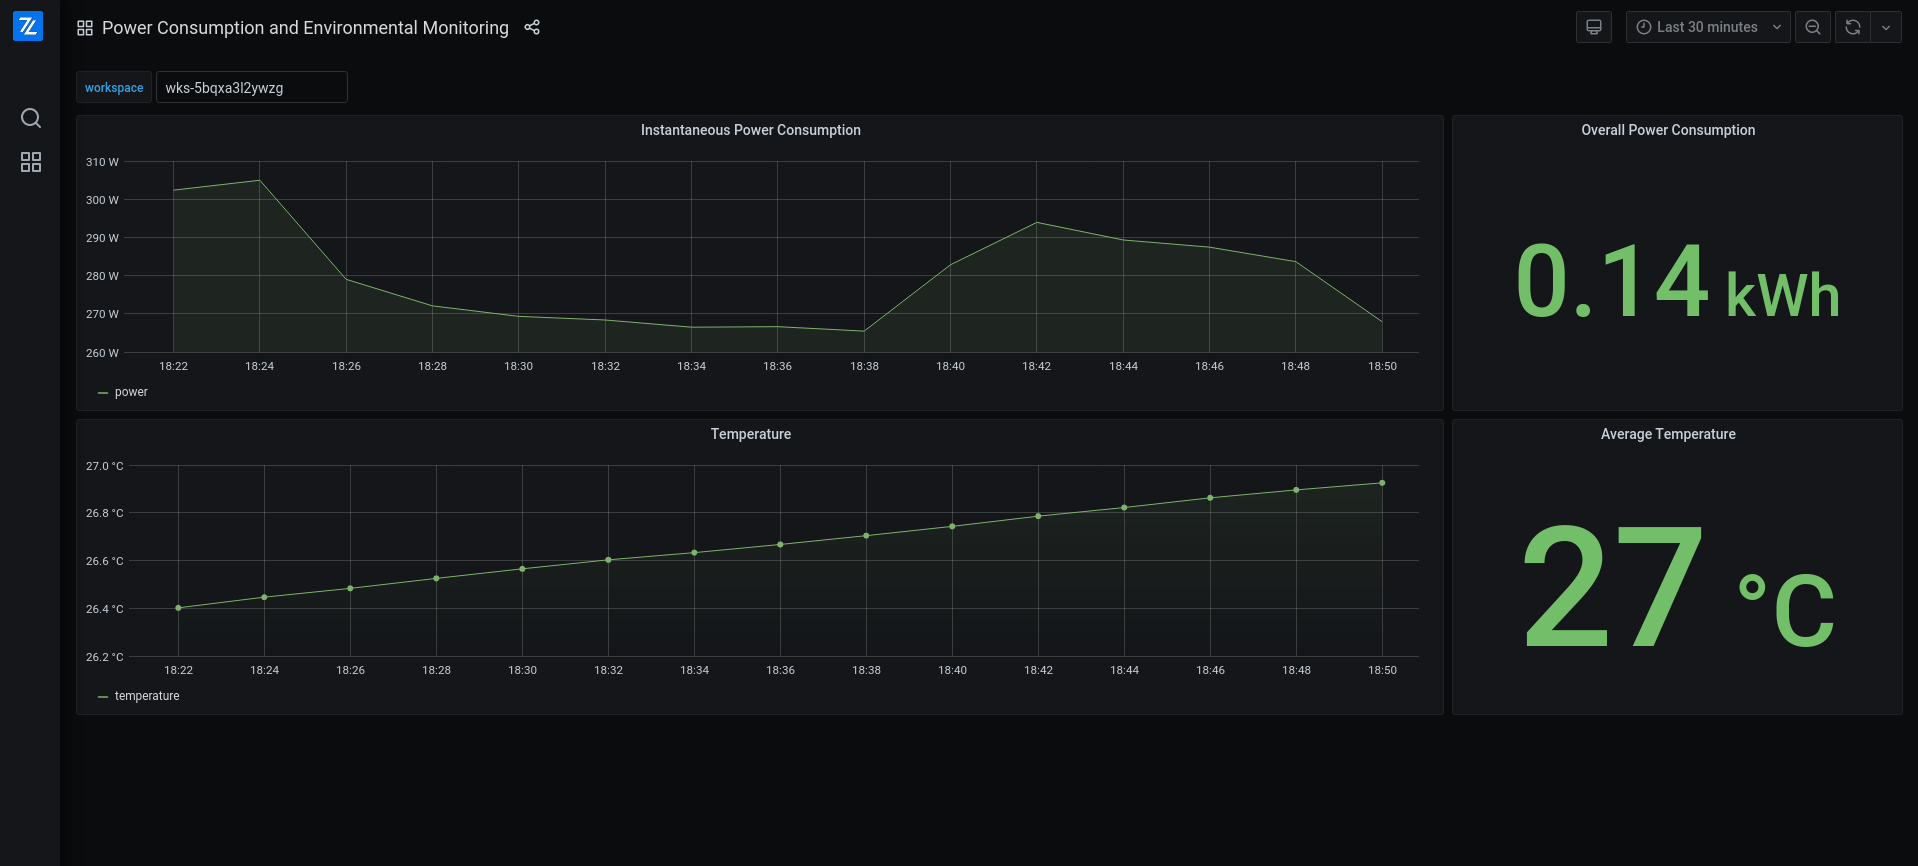 Power Consumption and Environmental Monitoring
Last 30 minutes
workspace
wks-5bqxa3l2ywzg
Instantaneous Power Consumption
310 W
300 W
290 W
280 W
270 W
260 W
18:22 18:24 18:26 18:28 18:30 18:32 18:34 18:36 18:38 18:40 18:42 18:44 18:46 18:48 18:50
power
Overall Power Consumption
0.14 kWh
Temperature
27.0 °C
26.8 °C
26.6 °C
26.4 °C
26.2 °C
18:22 18:24 18:26 18:28 18:30 18:32 18:34 18:36 18:38 18:40 18:42 18:44 18:46 18:48 18:50
temperature
Average Temperature
27 °C